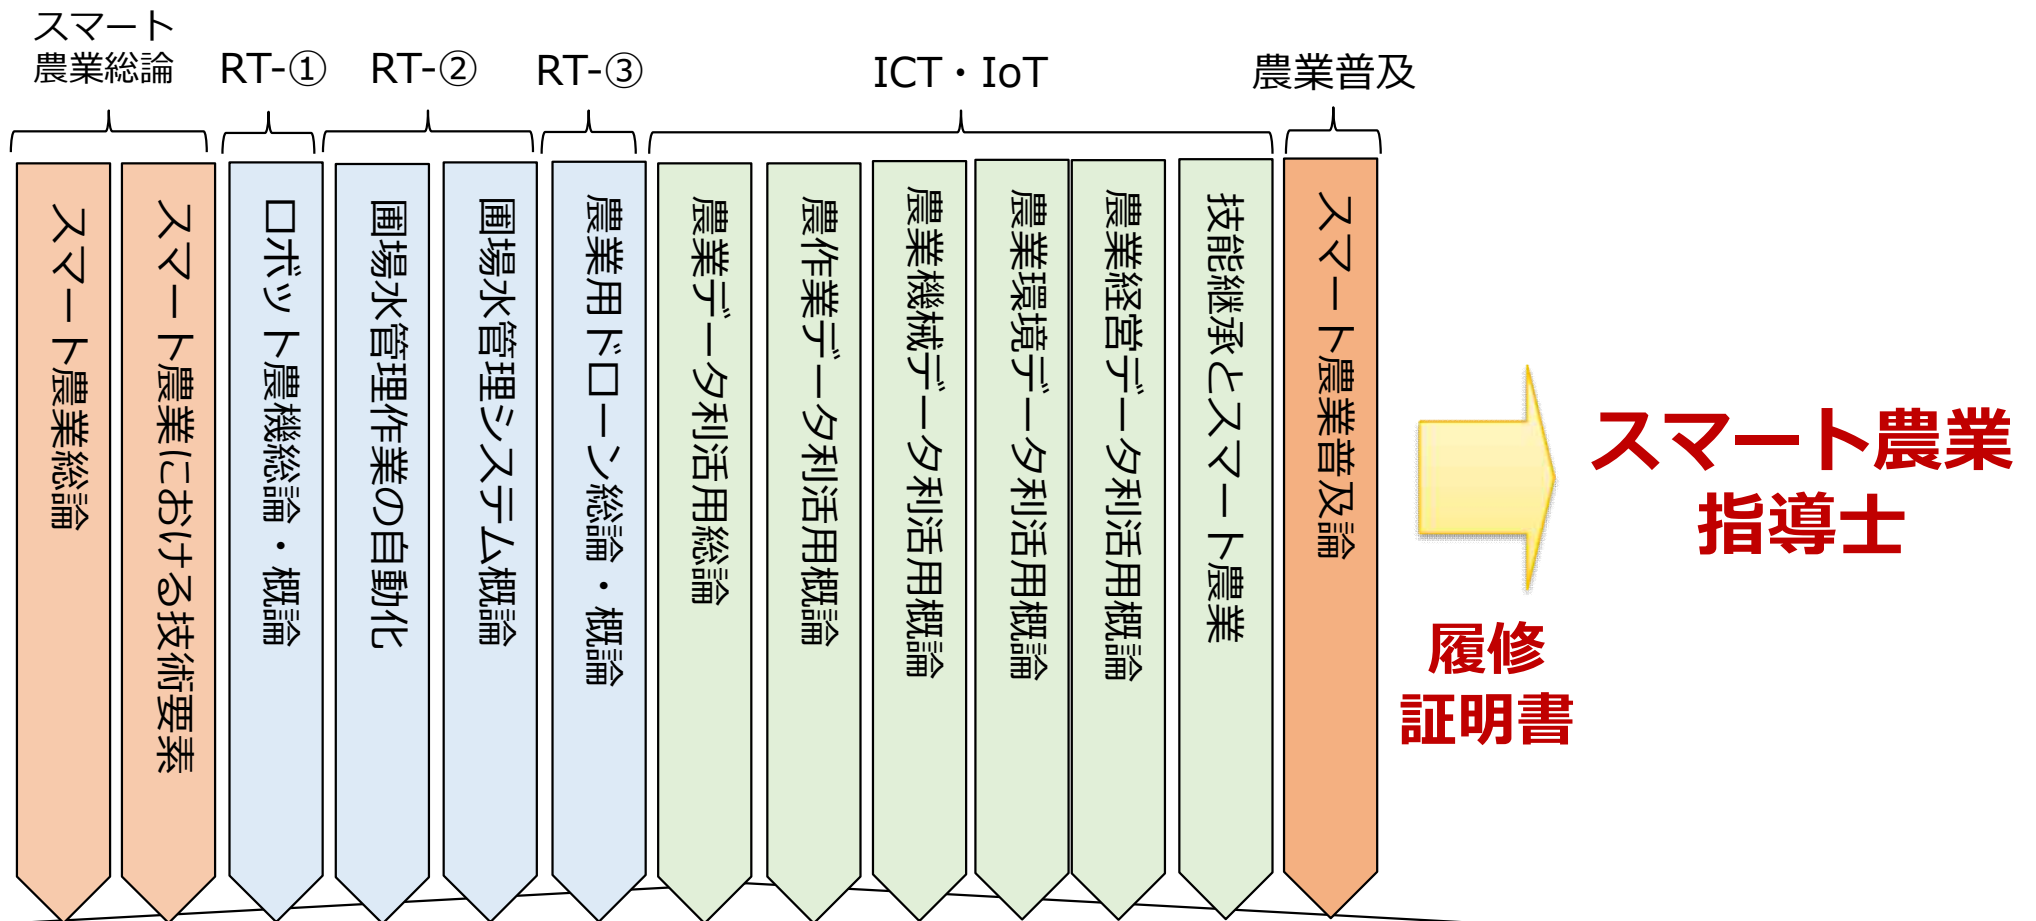 スマート
農業総論
RT-①
RT-②
RT-③
ICT・IoT
農業普及
スマート農業総論
スマート農業における技術要素
ロボット農機総論・概論
圃場水管理作業の自動化
圃場水管理システム概論
農業用ドローン総論・概論
農業データ利活用総論
農作業データ利活用概論
農業機械データ利活用概論
農業環境データ利活用概論
農業経営データ利活用概論
技能継承とスマート農業
スマート農業普及論
スマート農業
指導士
履修
証明書